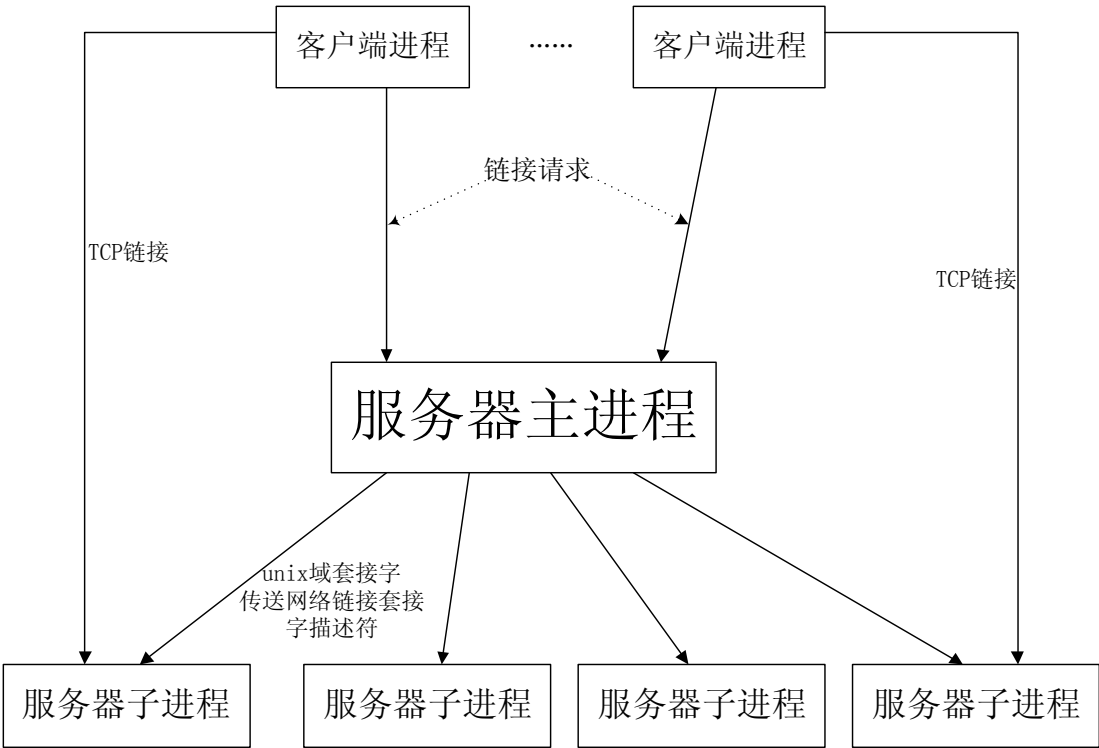 客户端进程
······
客户端进程
链接请求
TCP链接
TCP链接
服务器主进程
unix域套接字
传送网络链接套接
字描述符
服务器子进程
服务器子进程
服务器子进程
服务器子进程